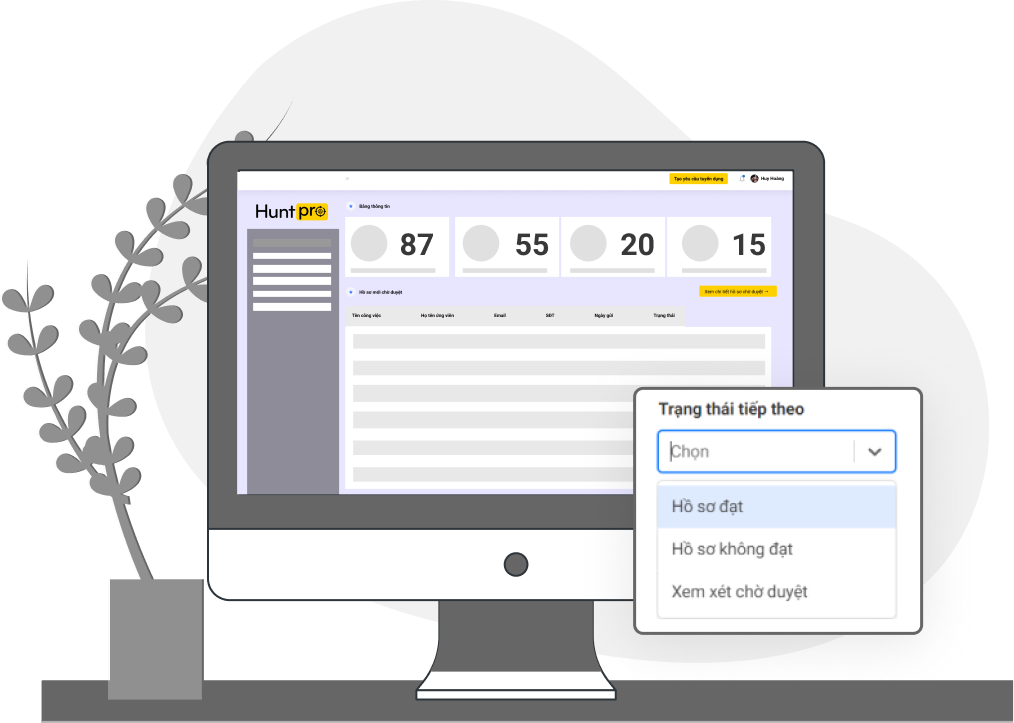 Tạo yêu cầu tuyển dụng
Huy Hoàng
Hunt pro
Bảng thông tin
87
55
20
15
Hồ sơ mới chờ duyệt
Xem chi tiết hồ sơ chờ duyệt →
Tên công việc
Họ tên ứng viên
Email
SĐT
Ngày gửi
Trạng thái
Trạng thái tiếp theo
Chọn
Hồ sơ đạt
Hồ sơ không đạt
Xem xét chờ duyệt